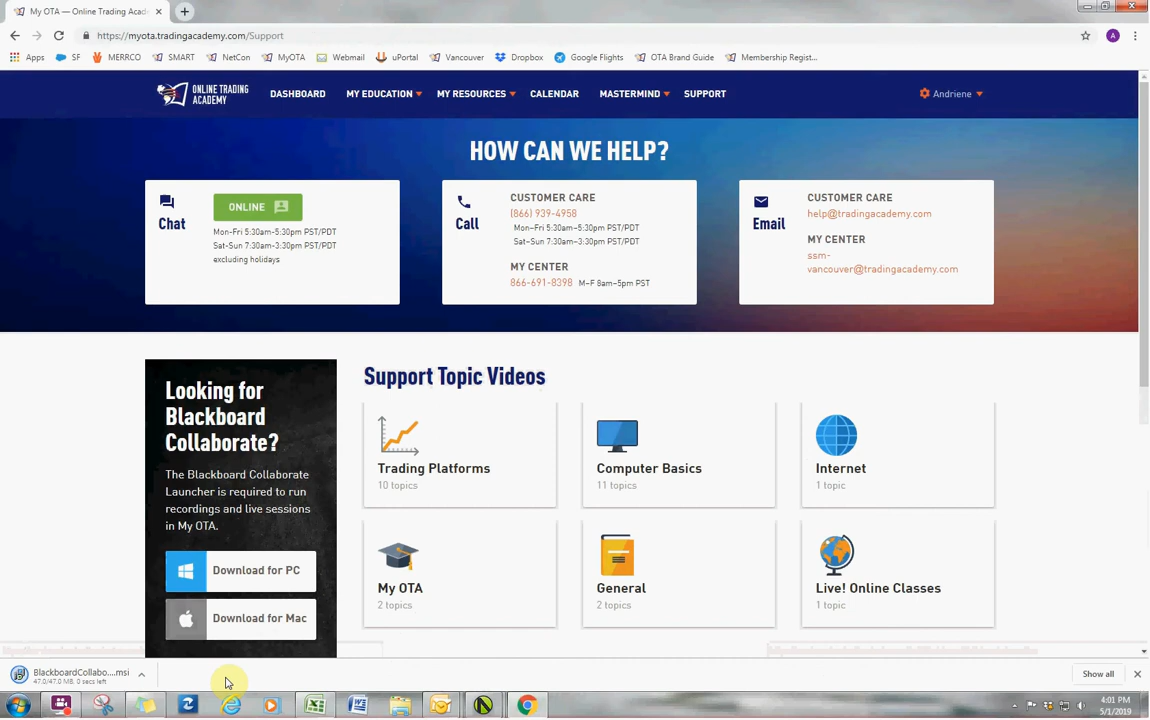 My OTA — Online Trading Acad
https://myota.tradingacademy.com/Support
A
Apps SF MERRCO SMART NetCon MyOTA Webmail uPortal Vancouver Dropbox Google Flights OTA Brand Guide Membership Regist...
ONLINE TRADING
ACADEMY
DASHBOARD MY EDUCATION MY RESOURCES CALENDAR MASTERMIND SUPPORT Andriene
HOW CAN WE HELP?
Chat
ONLINE
Mon-Fri 5:30am-5:30pm PST/PDT
Sat-Sun 7:30am-3:30pm PST/PDT
excluding holidays
Call
CUSTOMER CARE
(866) 939-4958
Mon–Fri 5:30am–5:30pm PST/PDT
Sat–Sun 7:30am–3:30pm PST/PDT
MY CENTER
866-691-8398 M–F 8am–5pm PST
Email
CUSTOMER CARE
help@tradingacademy.com
MY CENTER
ssm-
vancouver@tradingacademy.com
Looking for
Blackboard
Collaborate?
The Blackboard Collaborate
Launcher is required to run
recordings and live sessions
in My OTA.
Download for PC
Download for Mac
Support Topic Videos
Trading Platforms
10 topics
Computer Basics
11 topics
Internet
1 topic
My OTA
2 topics
General
2 topics
Live! Online Classes
1 topic
BlackboardCollabo....msi
47.0/47.0 MB, 0 secs left
Show all
4:01 PM
5/1/2019